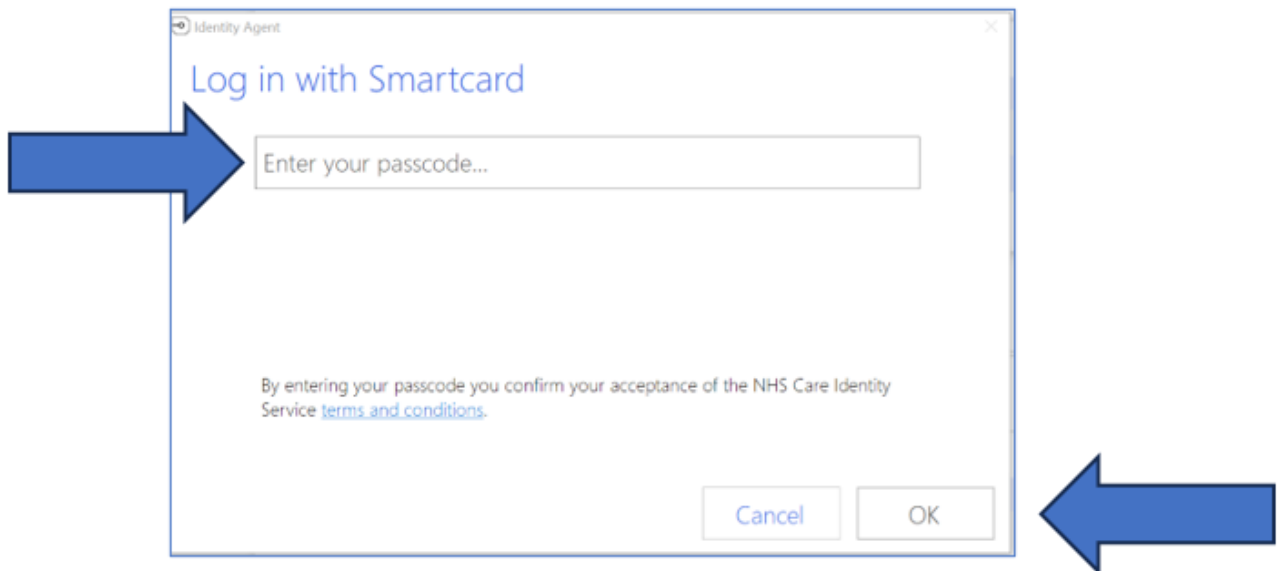 Identity Agent
Log in with Smartcard
Enter your passcode...
By entering your passcode you confirm your acceptance of the NHS Care Identity
Service terms and conditions.
Cancel OK